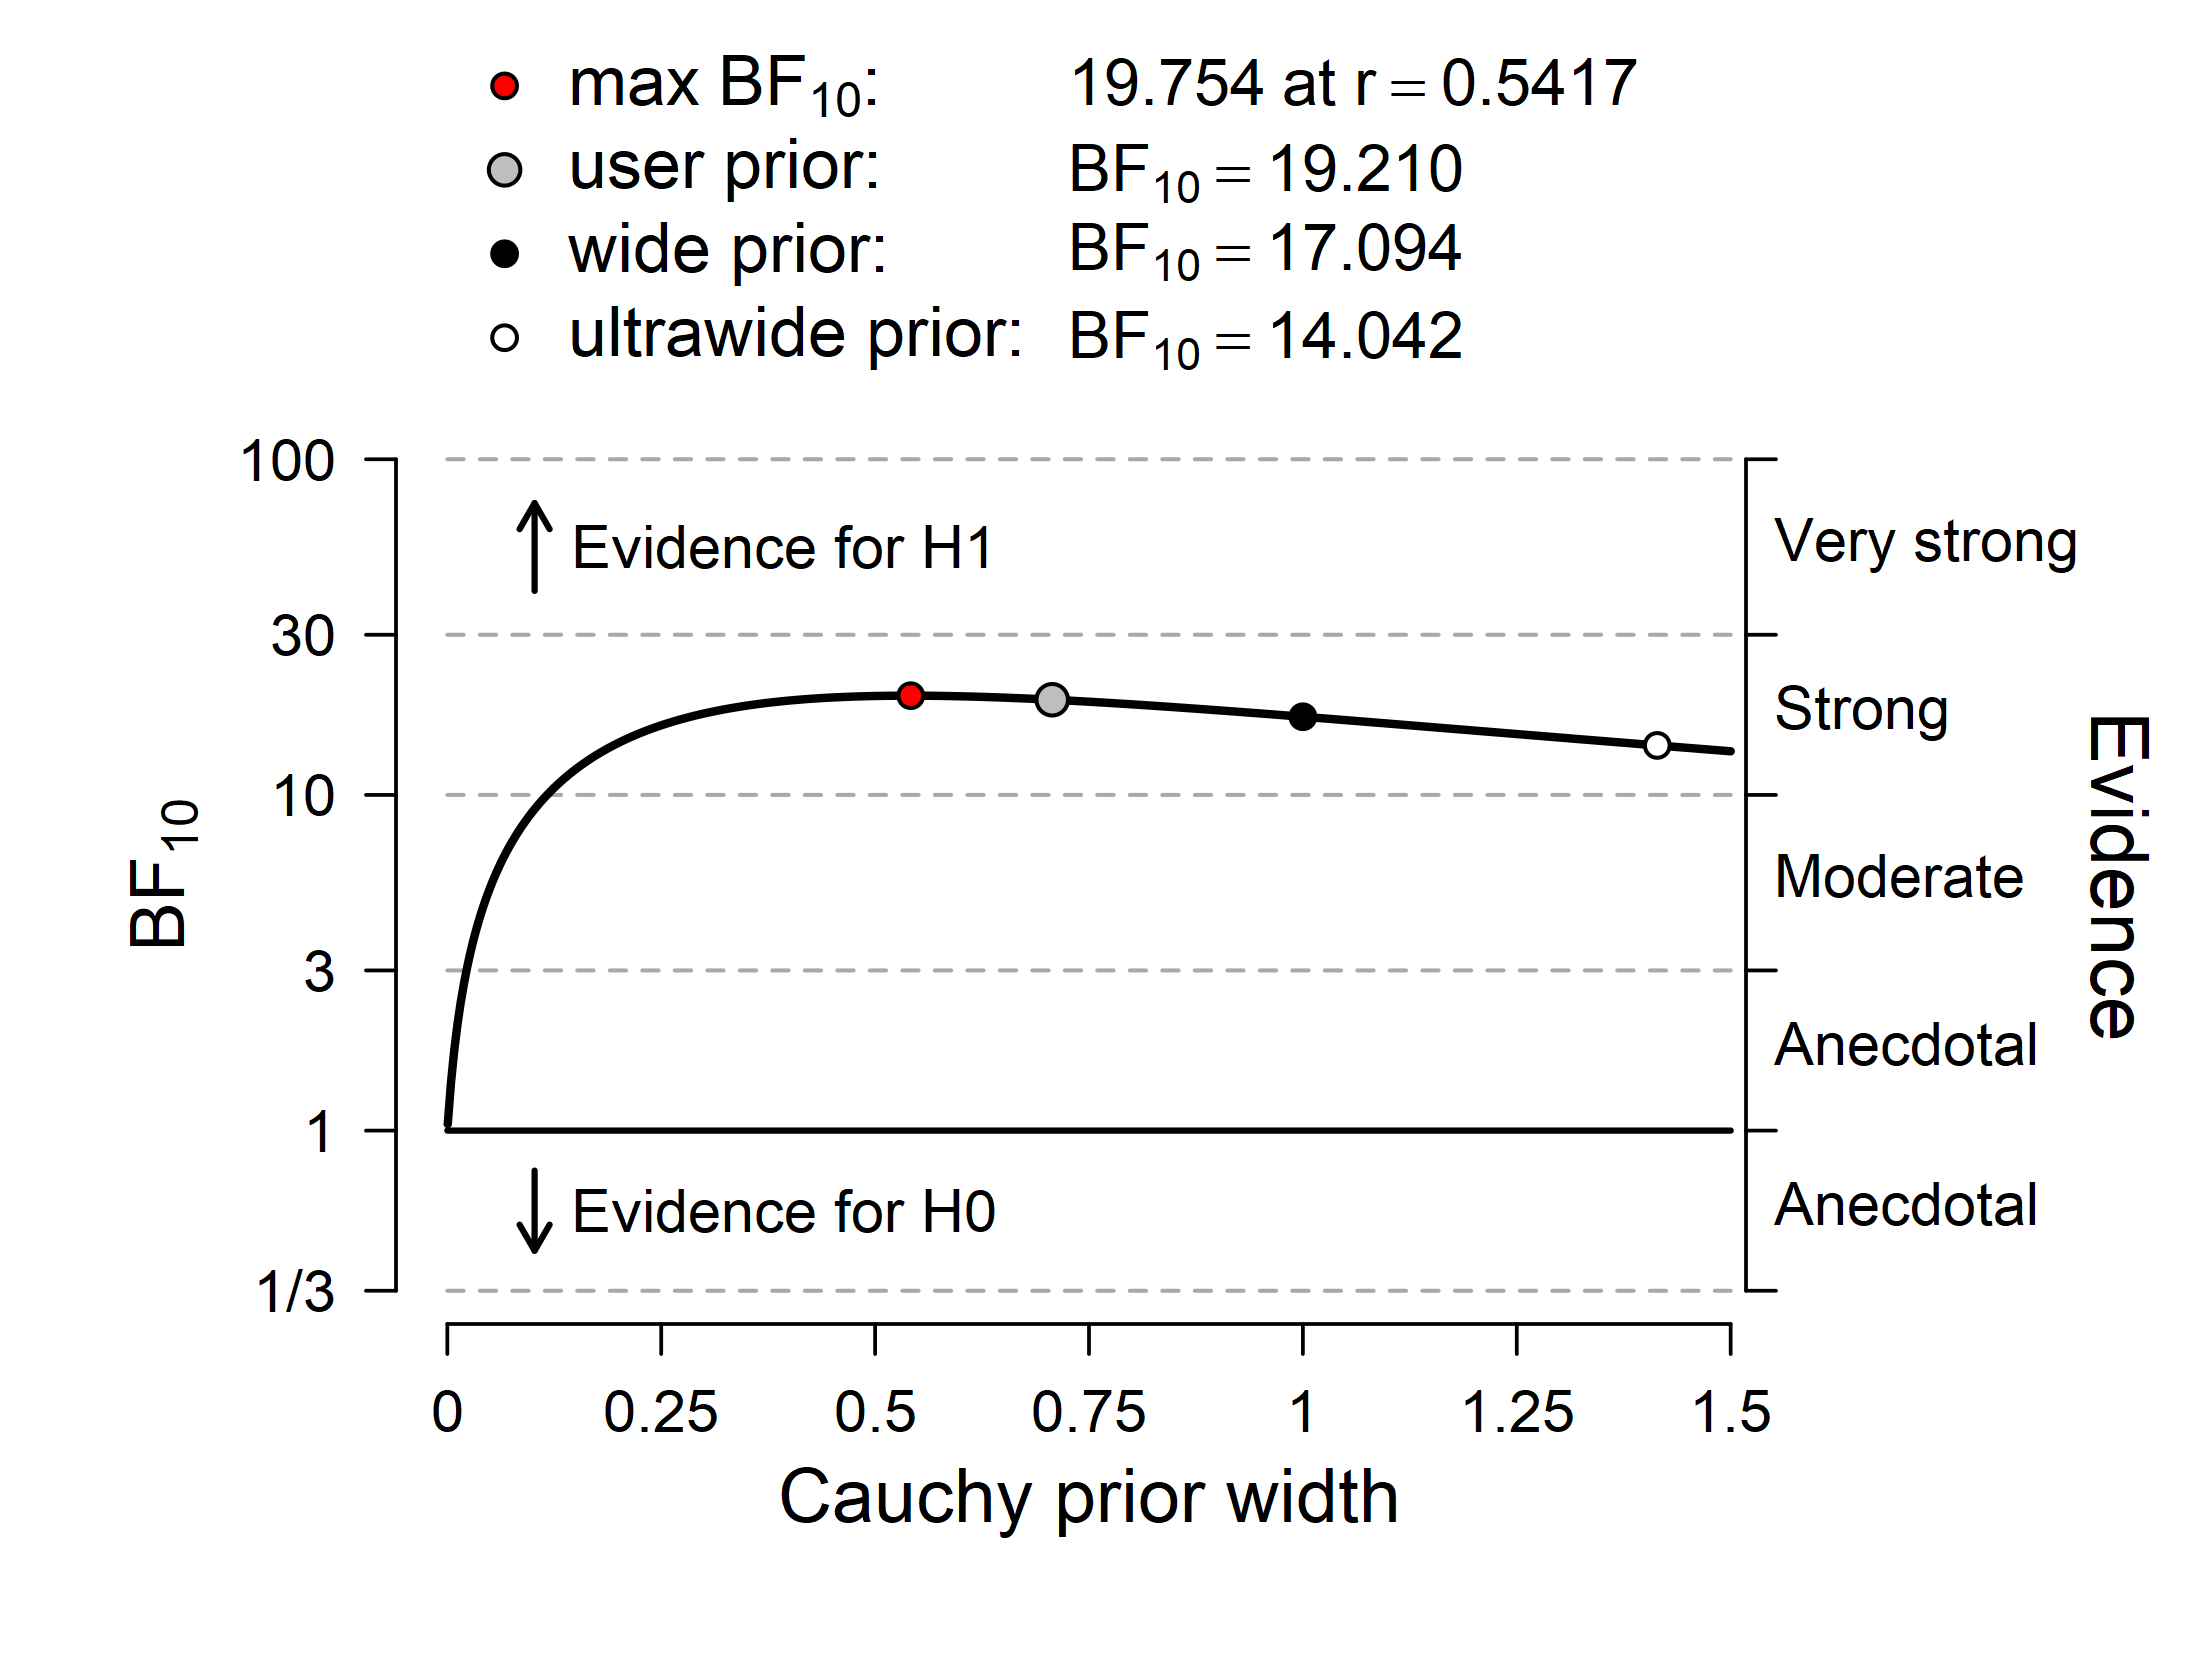 max BF10: 19.754 at r = 0.5417
user prior: BF10 = 19.210
wide prior: BF10 = 17.094
ultrawide prior: BF10 = 14.042
100
30
10
3
1
1/3
BF10
Evidence for H1
Evidence for H0
Very strong
Strong
Moderate
Anecdotal
Anecdotal
Evidence
0 0.25 0.5 0.75 1 1.25 1.5
Cauchy prior width